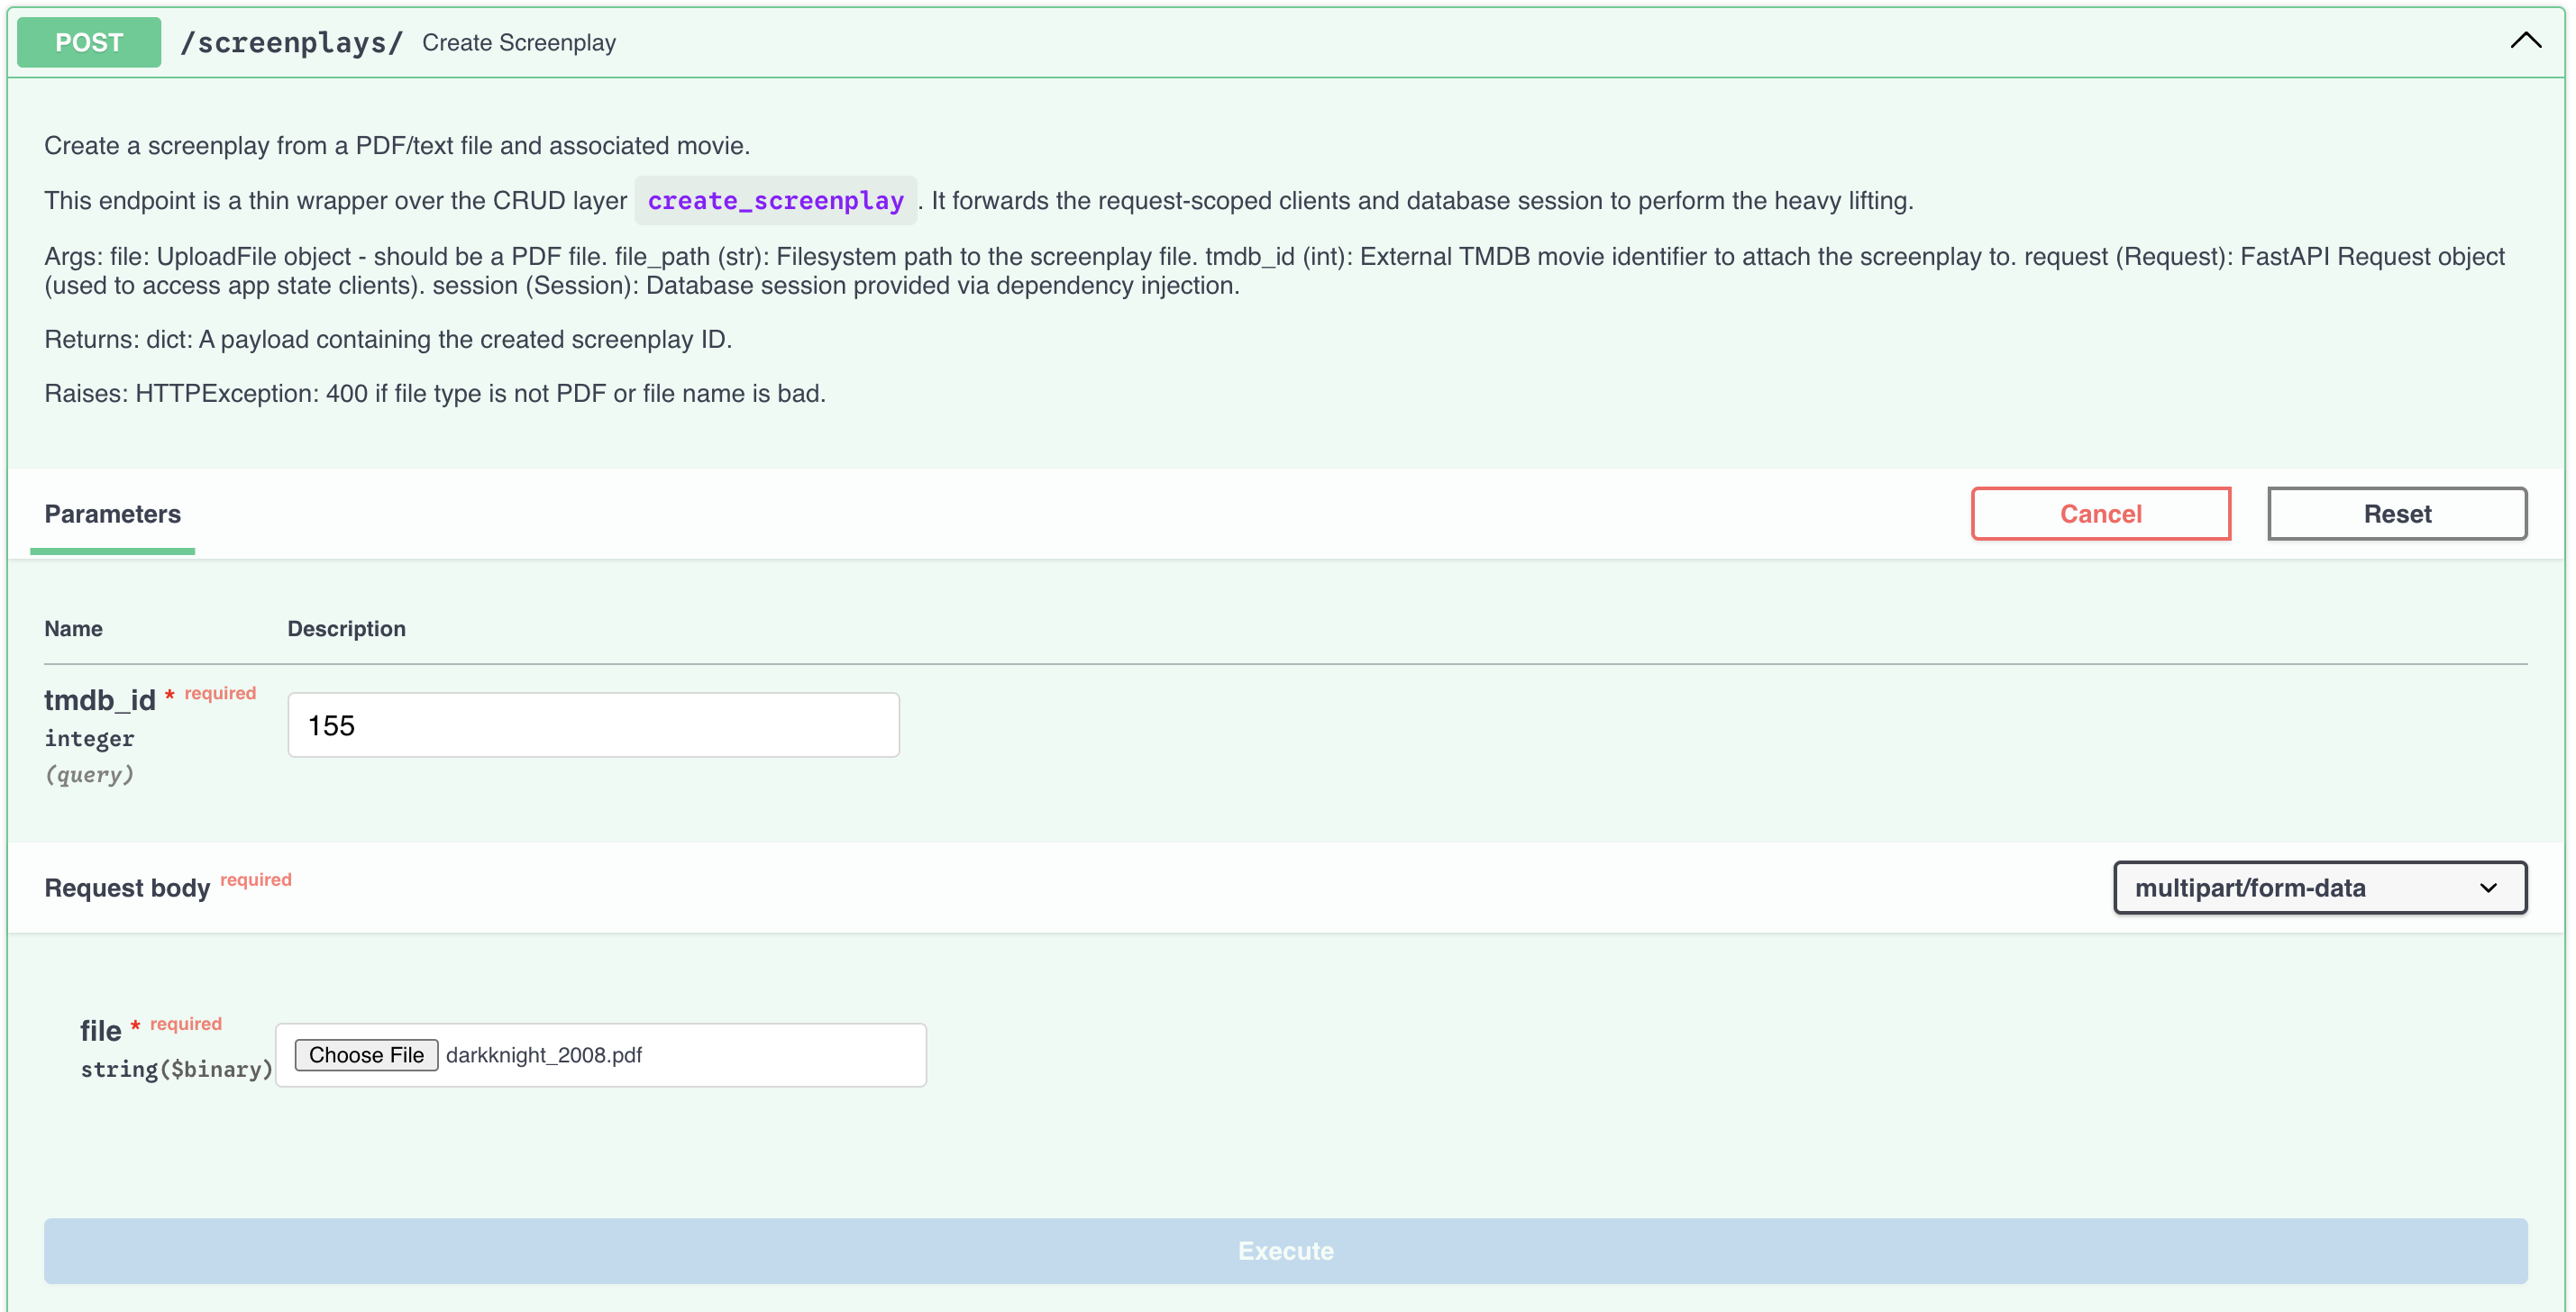 POST /screenplays/ Create Screenplay
Create a screenplay from a PDF/text file and associated movie.
This endpoint is a thin wrapper over the CRUD layer create_screenplay . It forwards the request-scoped clients and database session to perform the heavy lifting.
Args: file: UploadFile object - should be a PDF file. file_path (str): Filesystem path to the screenplay file. tmdb_id (int): External TMDB movie identifier to attach the screenplay to. request (Request): FastAPI Request object
(used to access app state clients). session (Session): Database session provided via dependency injection.
Returns: dict: A payload containing the created screenplay ID.
Raises: HTTPException: 400 if file type is not PDF or file name is bad.
Parameters Cancel Reset
Name Description
tmdb_id * required
155
integer
(query)
Request body required multipart/form-data
file * required
Choose File darkknight_2008.pdf
string($binary)
Execute